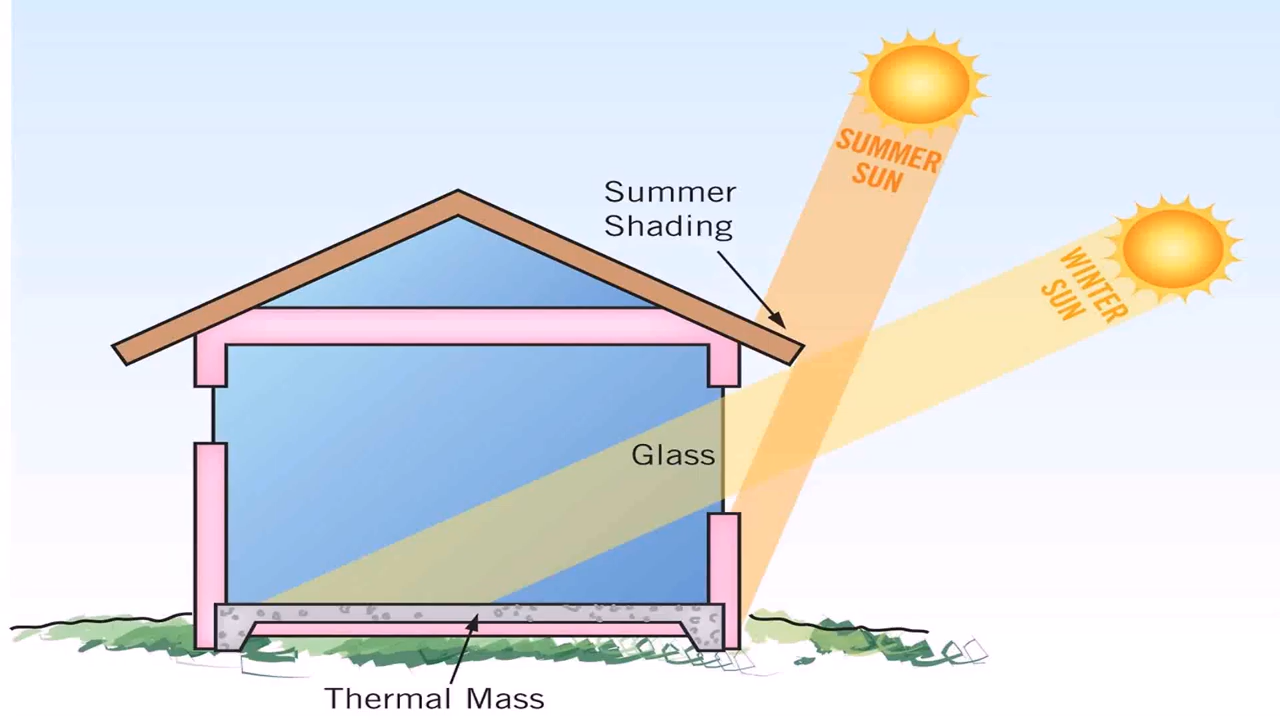 SUMMER
SUN
Summer
Shading
WINTER
SUN
Glass
Thermal Mass